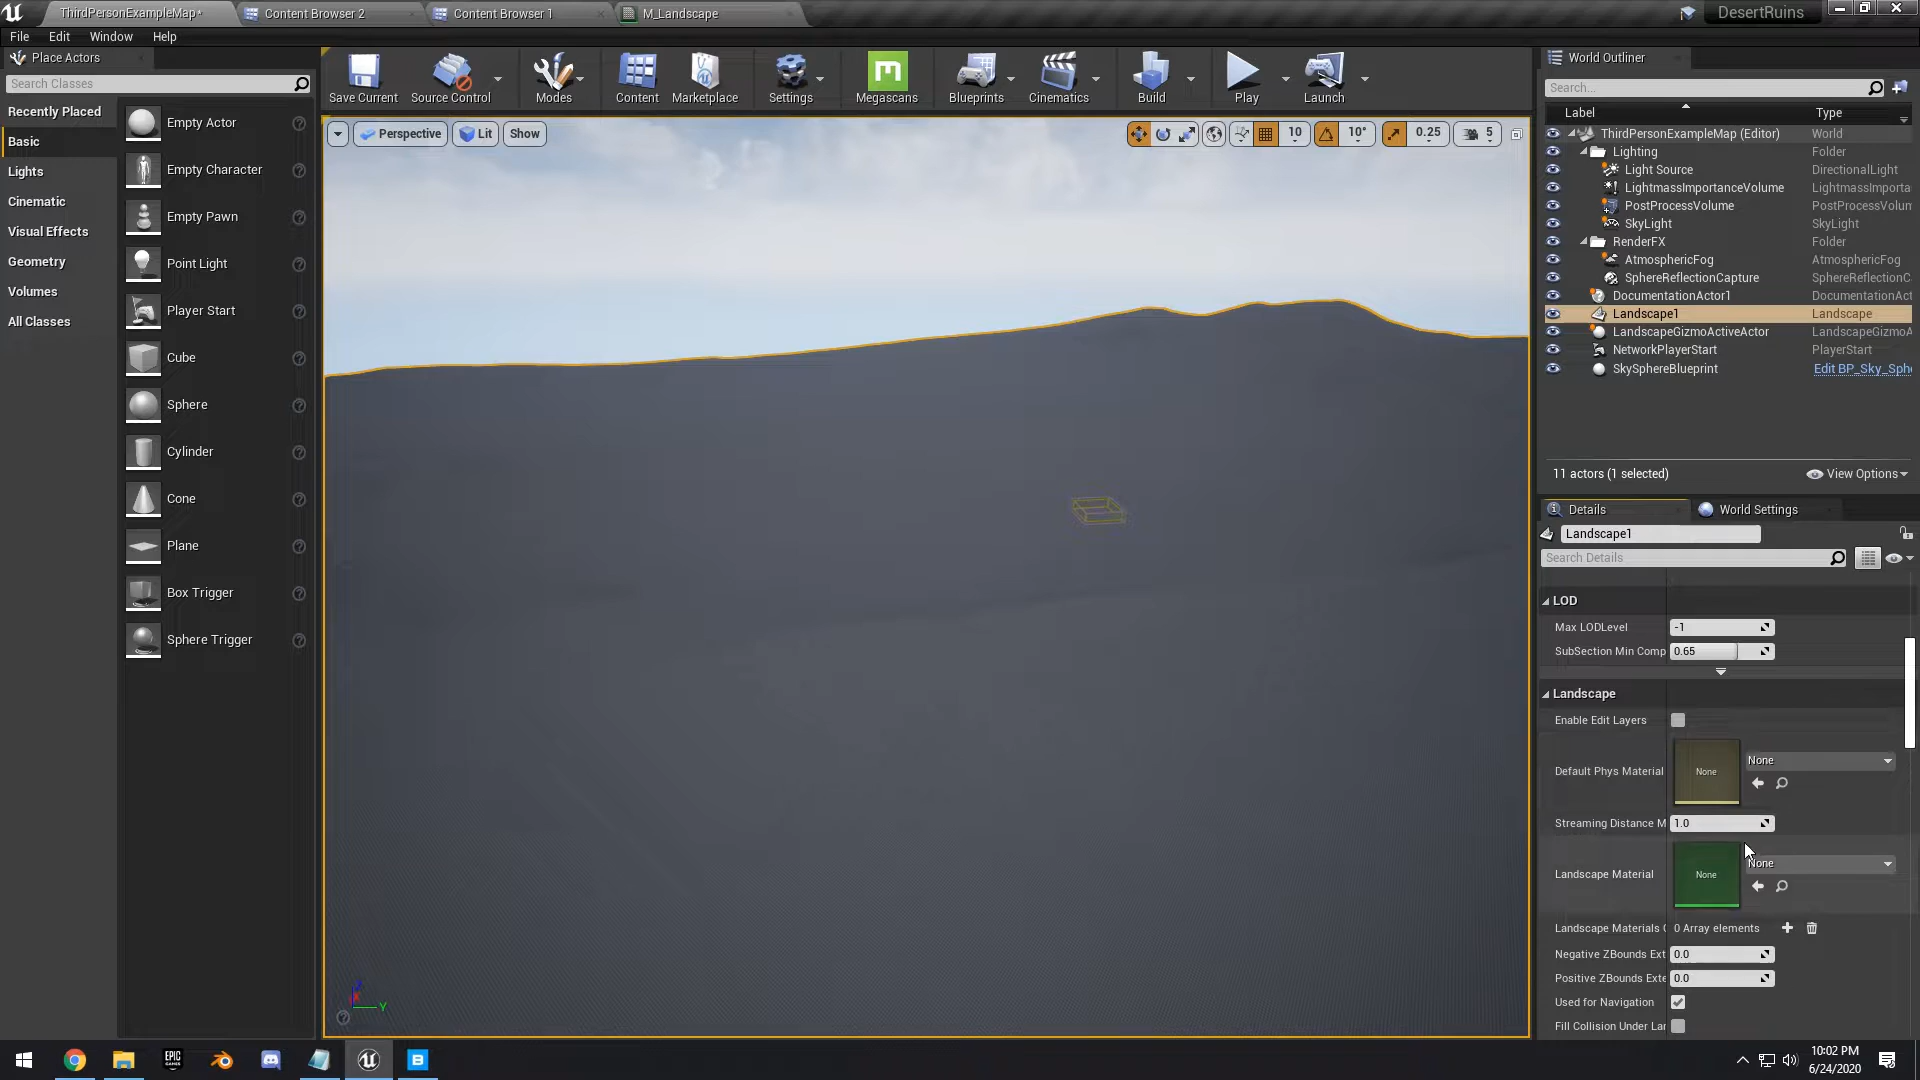 ThirdPersonExampleMap*
Content Browser 2
Content Browser 1
M_Landscape
DesertRuins
File
Edit
Window
Help
Place Actors
Search Classes
Recently Placed
Basic
Lights
Cinematic
Visual Effects
Geometry
Volumes
All Classes
Empty Actor
Empty Character
Empty Pawn
Point Light
Player Start
Cube
Sphere
Cylinder
Cone
Plane
Box Trigger
Sphere Trigger
Save Current
Source Control
Modes
Content
Marketplace
Settings
Megascans
Blueprints
Cinematics
Build
Play
Launch
Perspective
Lit
Show
10
10°
0.25
5
World Outliner
Search...
Label
Type
ThirdPersonExampleMap (Editor)
World
Lighting
Folder
Light Source
DirectionalLight
LightmassImportanceVolume
LightmassImporta
PostProcessVolume
PostProcessVolum
SkyLight
SkyLight
RenderFX
Folder
AtmosphericFog
AtmosphericFog
SphereReflectionCapture
SphereReflectionC
DocumentationActor1
DocumentationAct
Landscape1
Landscape
LandscapeGizmoActiveActor
LandscapeGizmoA
NetworkPlayerStart
PlayerStart
SkySphereBlueprint
Edit BP_Sky_Sphe
11 actors (1 selected)
View Options
Details
World Settings
Landscape1
Search Details
LOD
Max LODLevel
-1
SubSection Min Comp
0.65
Landscape
Enable Edit Layers
Default Phys Material
None
None
Streaming Distance M
1.0
Landscape Material
None
None
Landscape Materials
0 Array elements
Negative ZBounds Ext
0.0
Positive ZBounds Exte
0.0
Used for Navigation
Fill Collision Under Lar
X
Y
EPIC
GAMES
B
10:02 PM
6/24/2020